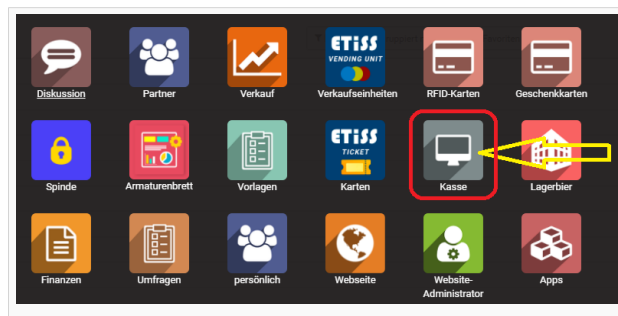 ETISS
VENDING UNIT
Diskussion
Partner
Verkauf
Verkaufseinheiten
RFID-Karten
Geschenkkarten
ETISS
TICKET
Spinde
Armaturenbrett
Vorlagen
Karten
Kasse
Lagerbier
Finanzen
Umfragen
persönlich
Webseite
Website-
Administrator
Apps